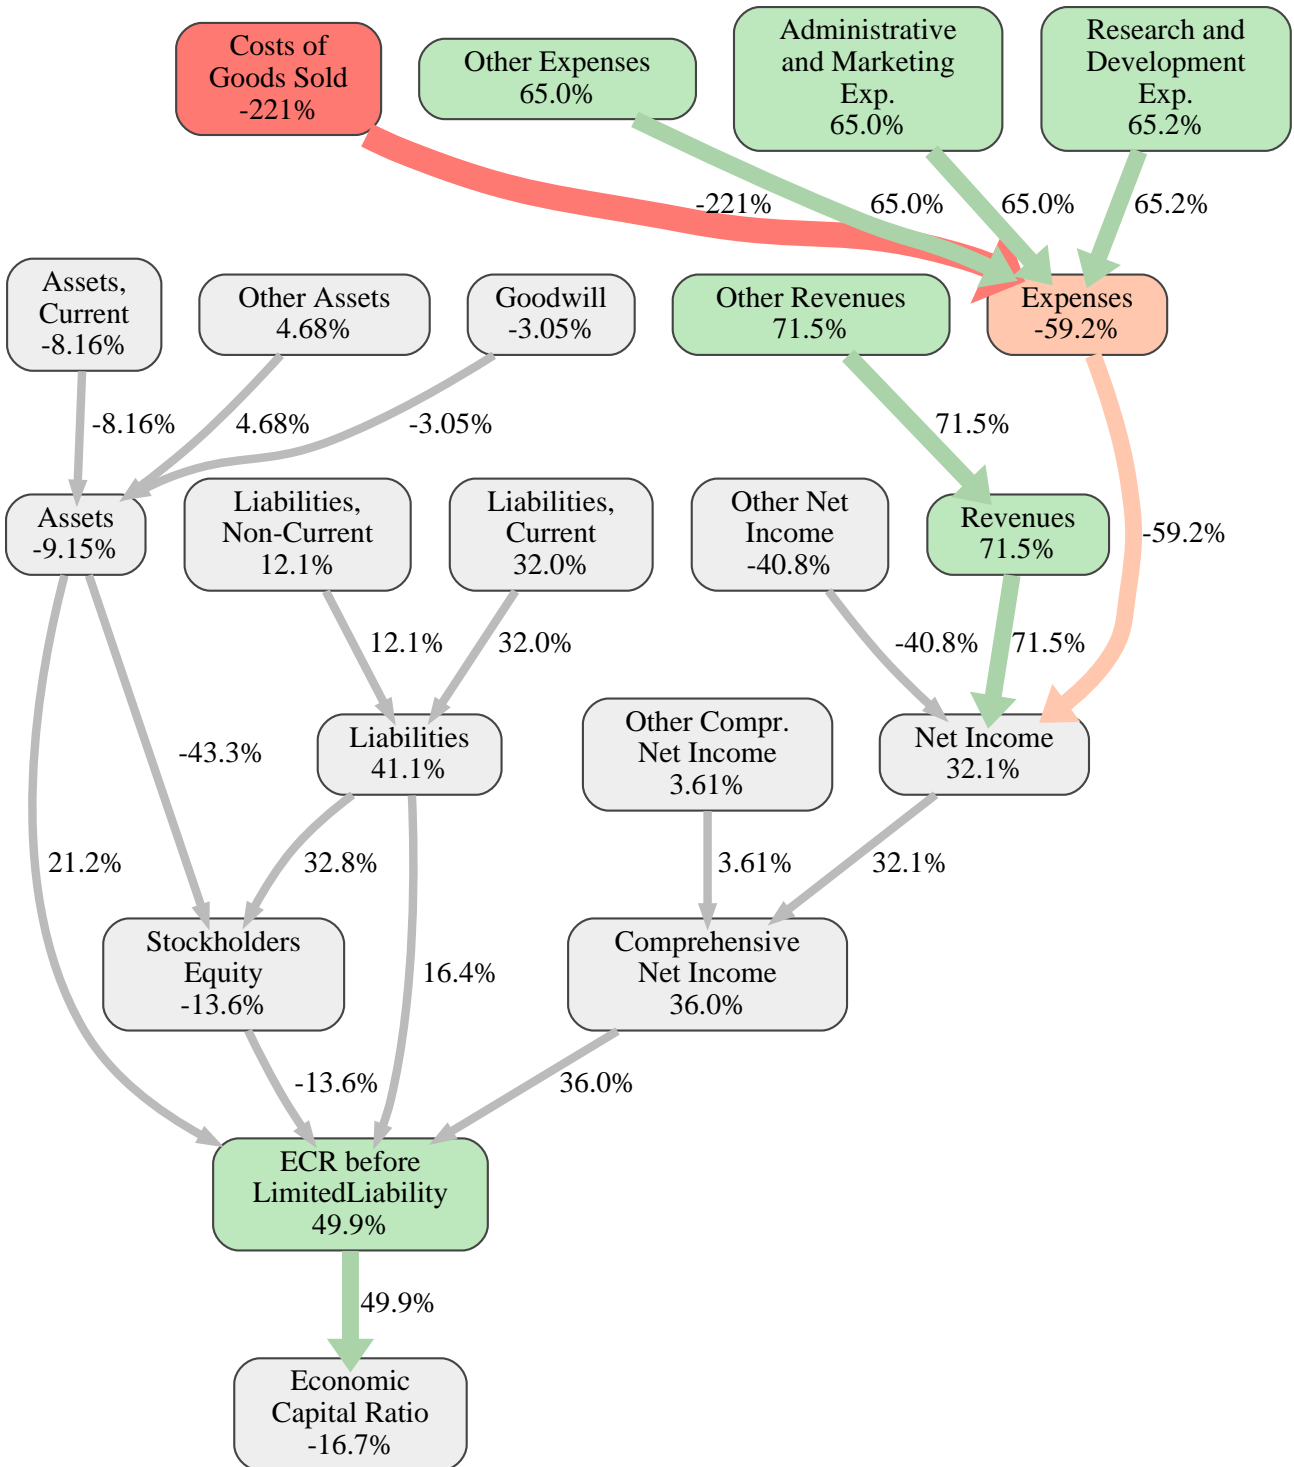 Costs of
Goods Sold
-221%
Other Expenses
65.0%
Administrative
and Marketing
Exp.
65.0%
Research and
Development
Exp.
65.2%
-221%
65.0%
65.0%
65.2%
Assets,
Current
-8.16%
Other Assets
4.68%
Goodwill
-3.05%
Other Revenues
71.5%
Expenses
-59.2%
-8.16%
4.68%
-3.05%
71.5%
Assets
-9.15%
Liabilities,
Non-Current
12.1%
Liabilities,
Current
32.0%
Other Net
Income
-40.8%
Revenues
71.5%
-59.2%
12.1%
32.0%
-40.8%
71.5%
-43.3%
Liabilities
41.1%
Other Compr.
Net Income
3.61%
Net Income
32.1%
21.2%
32.8%
3.61%
32.1%
Stockholders
Equity
-13.6%
16.4%
Comprehensive
Net Income
36.0%
-13.6%
36.0%
ECR before
LimitedLiability
49.9%
49.9%
Economic
Capital Ratio
-16.7%